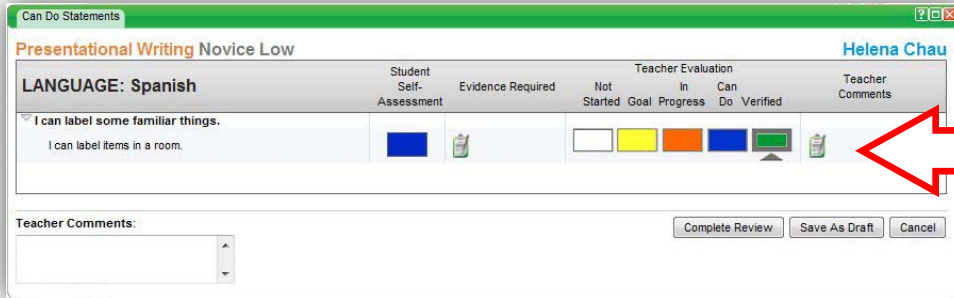 Can Do Statements
Presentational Writing Novice Low
Helena Chau
LANGUAGE: Spanish
Student Self-Assessment
Evidence Required
Teacher Evaluation
Not Started
Goal
In Progress
Can Do
Verified
Teacher Comments
I can label some familiar things.
I can label items in a room.
Teacher Comments:
Complete Review
Save As Draft
Cancel